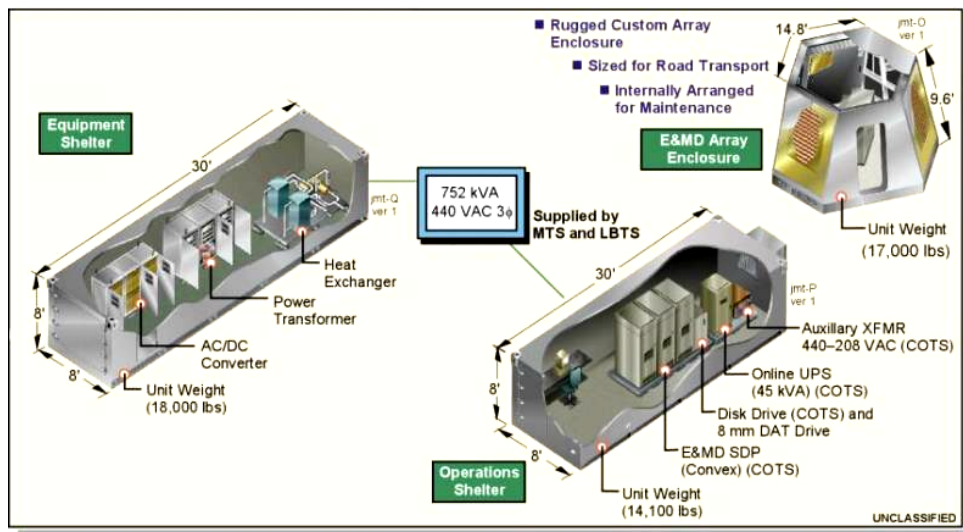 ■ Rugged Custom Array
Enclosure
■ Sized for Road Transport
■ Internally Arranged
for Maintenance
14.8'
jmt-O
ver 1
9.6'
E&MD Array
Enclosure
Unit Weight
(17,000 lbs)
Equipment
Shelter
30'
jmt-Q
ver 1
752 kVA
440 VAC 3ϕ
Supplied by
MTS and LBTS
Heat
Exchanger
Power
Transformer
AC/DC
Converter
8'
8'
Unit Weight
(18,000 lbs)
30'
jmt-P
ver 1
Auxillary XFMR
440–208 VAC (COTS)
Online UPS
(45 kVA) (COTS)
Disk Drive (COTS) and
8 mm DAT Drive
E&MD SDP
(Convex) (COTS)
8'
8'
Operations
Shelter
Unit Weight
(14,100 lbs)
UNCLASSIFIED